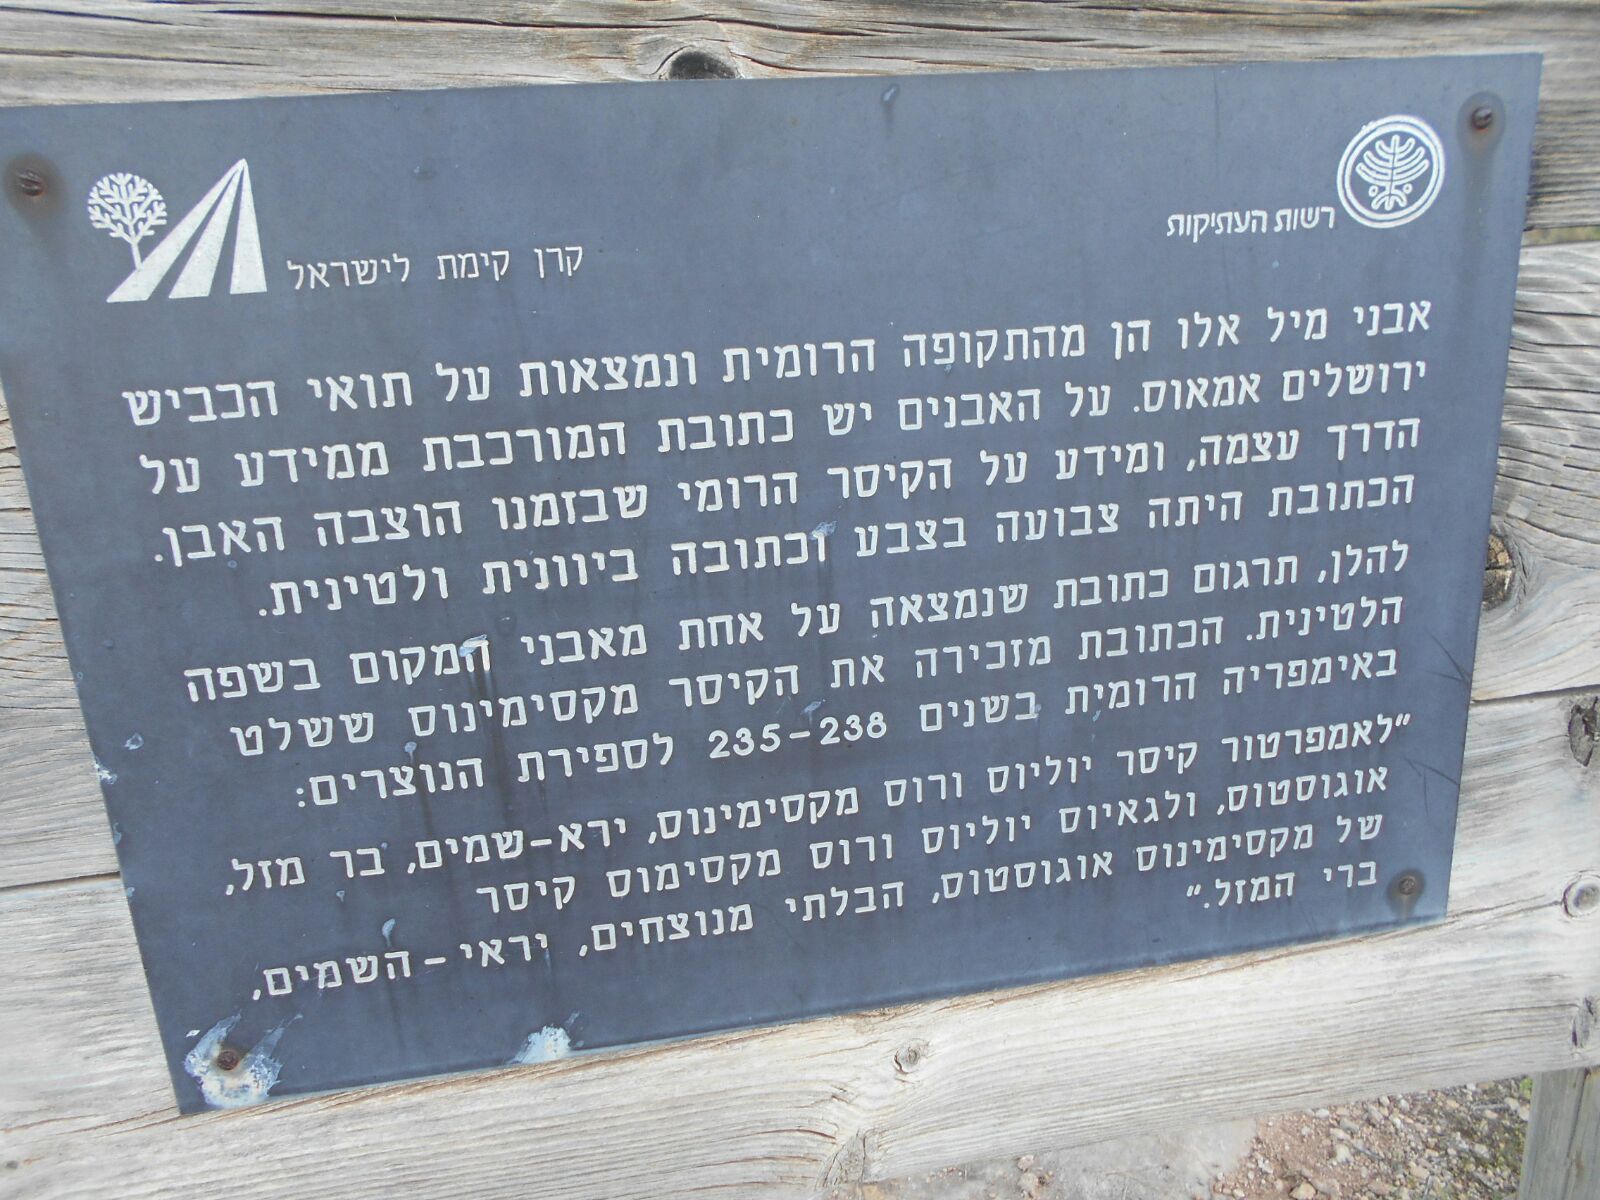 רשות העתיקות
קרן קימת לישראל
אבני מיל אלו הן מהתקופה הרומית ונמצאות על תואי הכביש
ירושלים אמאוס. על האבנים יש כתובת המורכבת ממידע על
הדרך עצמה, ומידע על הקיסר הרומי שבזמנו הוצבה האבן.
הכתובת היתה צבועה בצבע וכתובה ביוונית ולטינית.
להלן, תרגום כתובת שנמצאה על אחת מאבני המקום בשפה
הלטינית. הכתובת מזכירה את הקיסר מקסימינוס ששלט
באימפריה הרומית בשנים 235-238 לספירת הנוצרים:
"לאמפרטור קיסר יוליוס ורוס מקסימינוס, ירא-שמים, בר מזל,
אוגוסטוס, ולגאיוס יוליוס ורוס מקסימוס קיסר
של מקסימינוס אוגוסטוס, הבלתי מנוצחים, יראי-השמים,
ברי המזל."